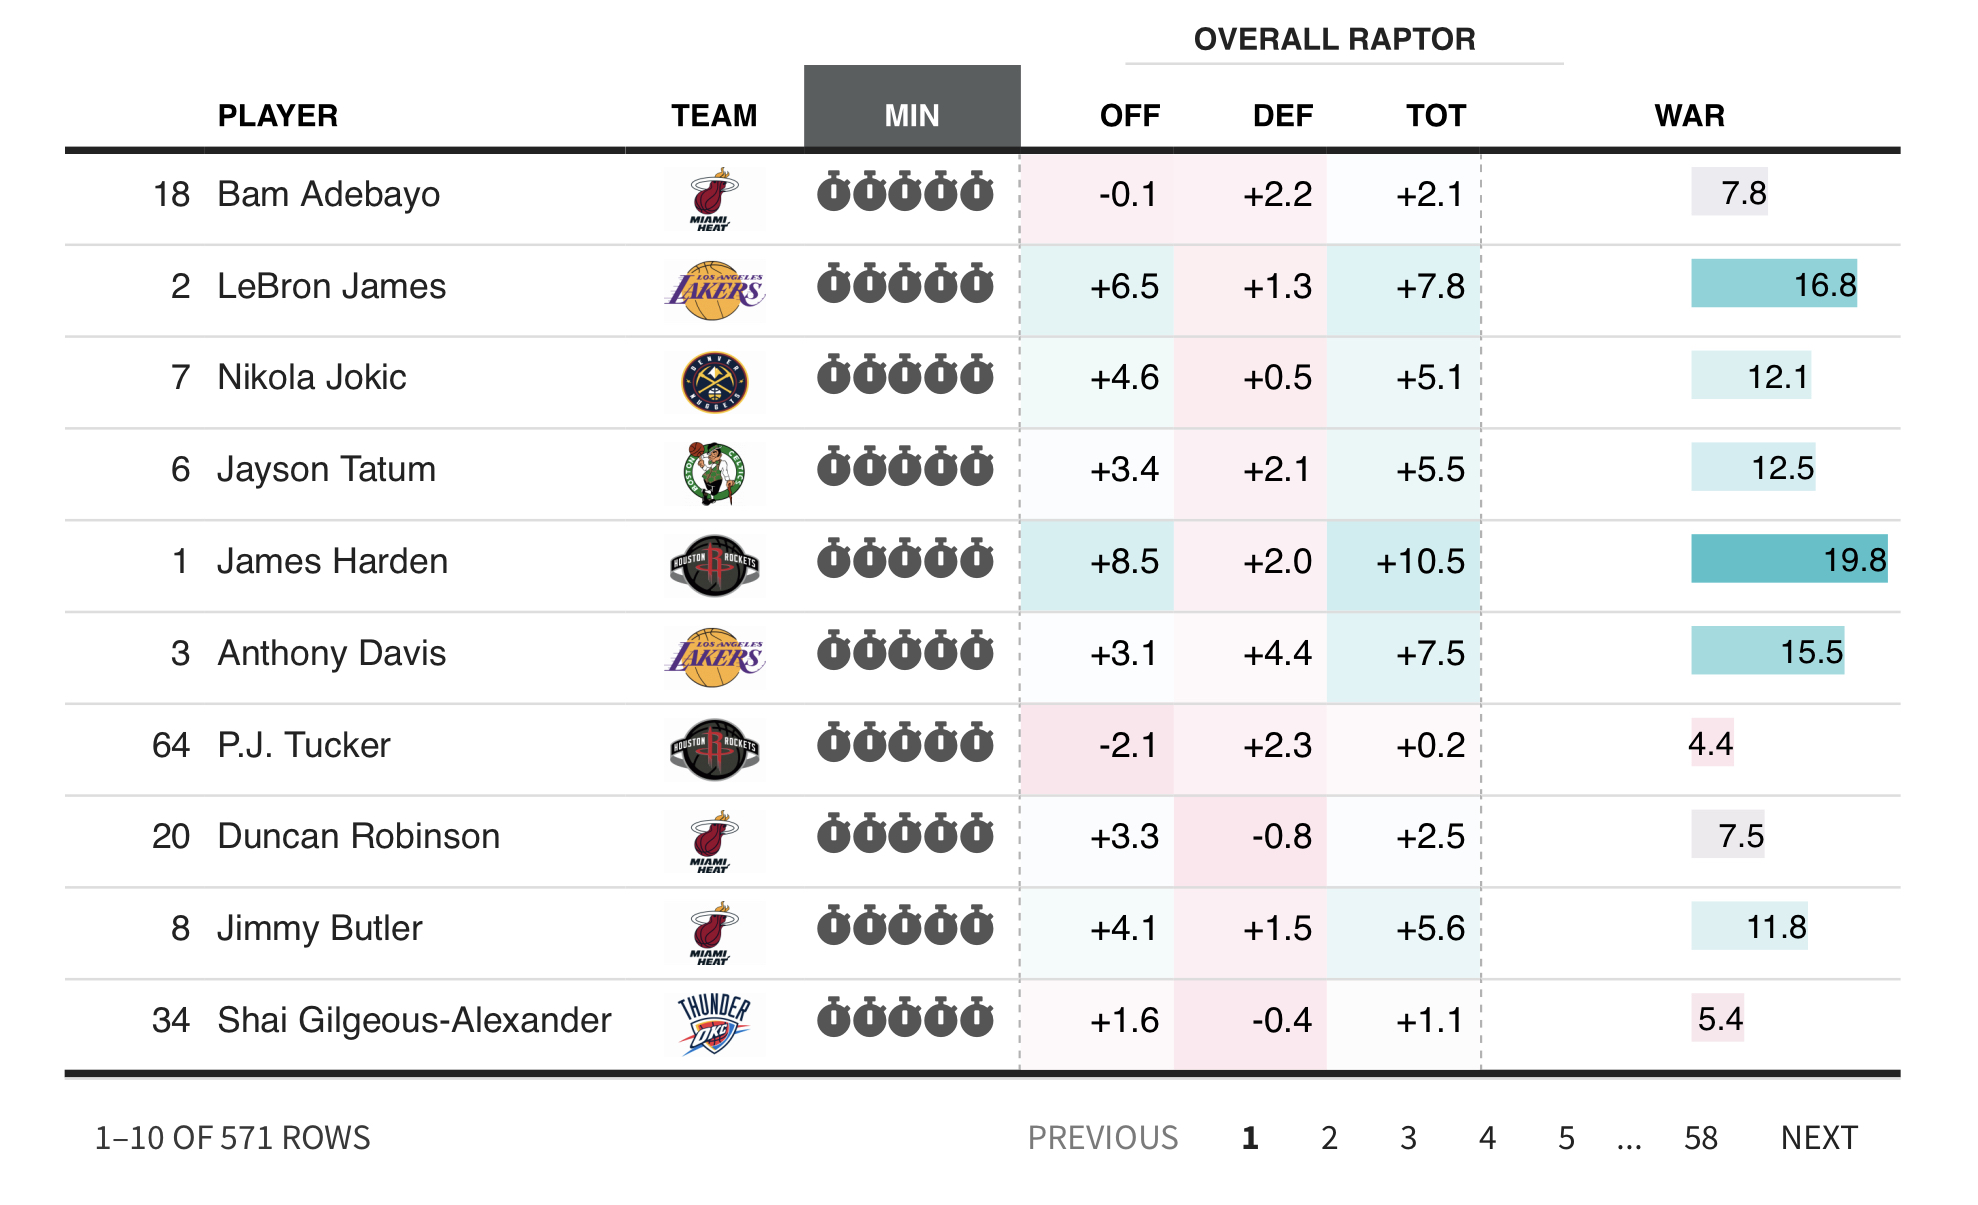 OVERALL RAPTOR
PLAYER TEAM MIN OFF DEF TOT WAR
18 Bam Adebayo MIAMI HEAT -0.1 +2.2 +2.1 7.8
2 LeBron James LOS ANGELES LAKERS +6.5 +1.3 +7.8 16.8
7 Nikola Jokic DENVER NUGGETS +4.6 +0.5 +5.1 12.1
6 Jayson Tatum BOSTON CELTICS +3.4 +2.1 +5.5 12.5
1 James Harden HOUSTON R ROCKETS +8.5 +2.0 +10.5 19.8
3 Anthony Davis LOS ANGELES LAKERS +3.1 +4.4 +7.5 15.5
64 P.J. Tucker HOUSTON R ROCKETS -2.1 +2.3 +0.2 4.4
20 Duncan Robinson MIAMI HEAT +3.3 -0.8 +2.5 7.5
8 Jimmy Butler MIAMI HEAT +4.1 +1.5 +5.6 11.8
34 Shai Gilgeous-Alexander THUNDER OKC +1.6 -0.4 +1.1 5.4
1–10 OF 571 ROWS PREVIOUS 1 2 3 4 5 ... 58 NEXT